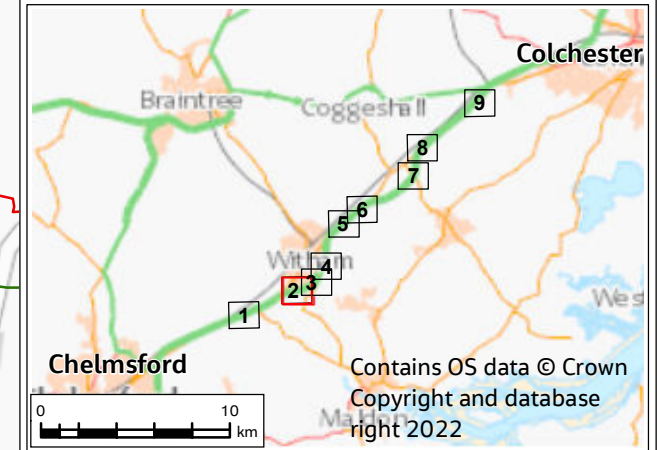 Colchester
Braintree
Coggeshall
9
8
7
6
5
Witham
4
3
2
1
Wes
Chelmsford
Contains OS data © Crown
Copyright and database
right 2022
Maldon
0 10
km